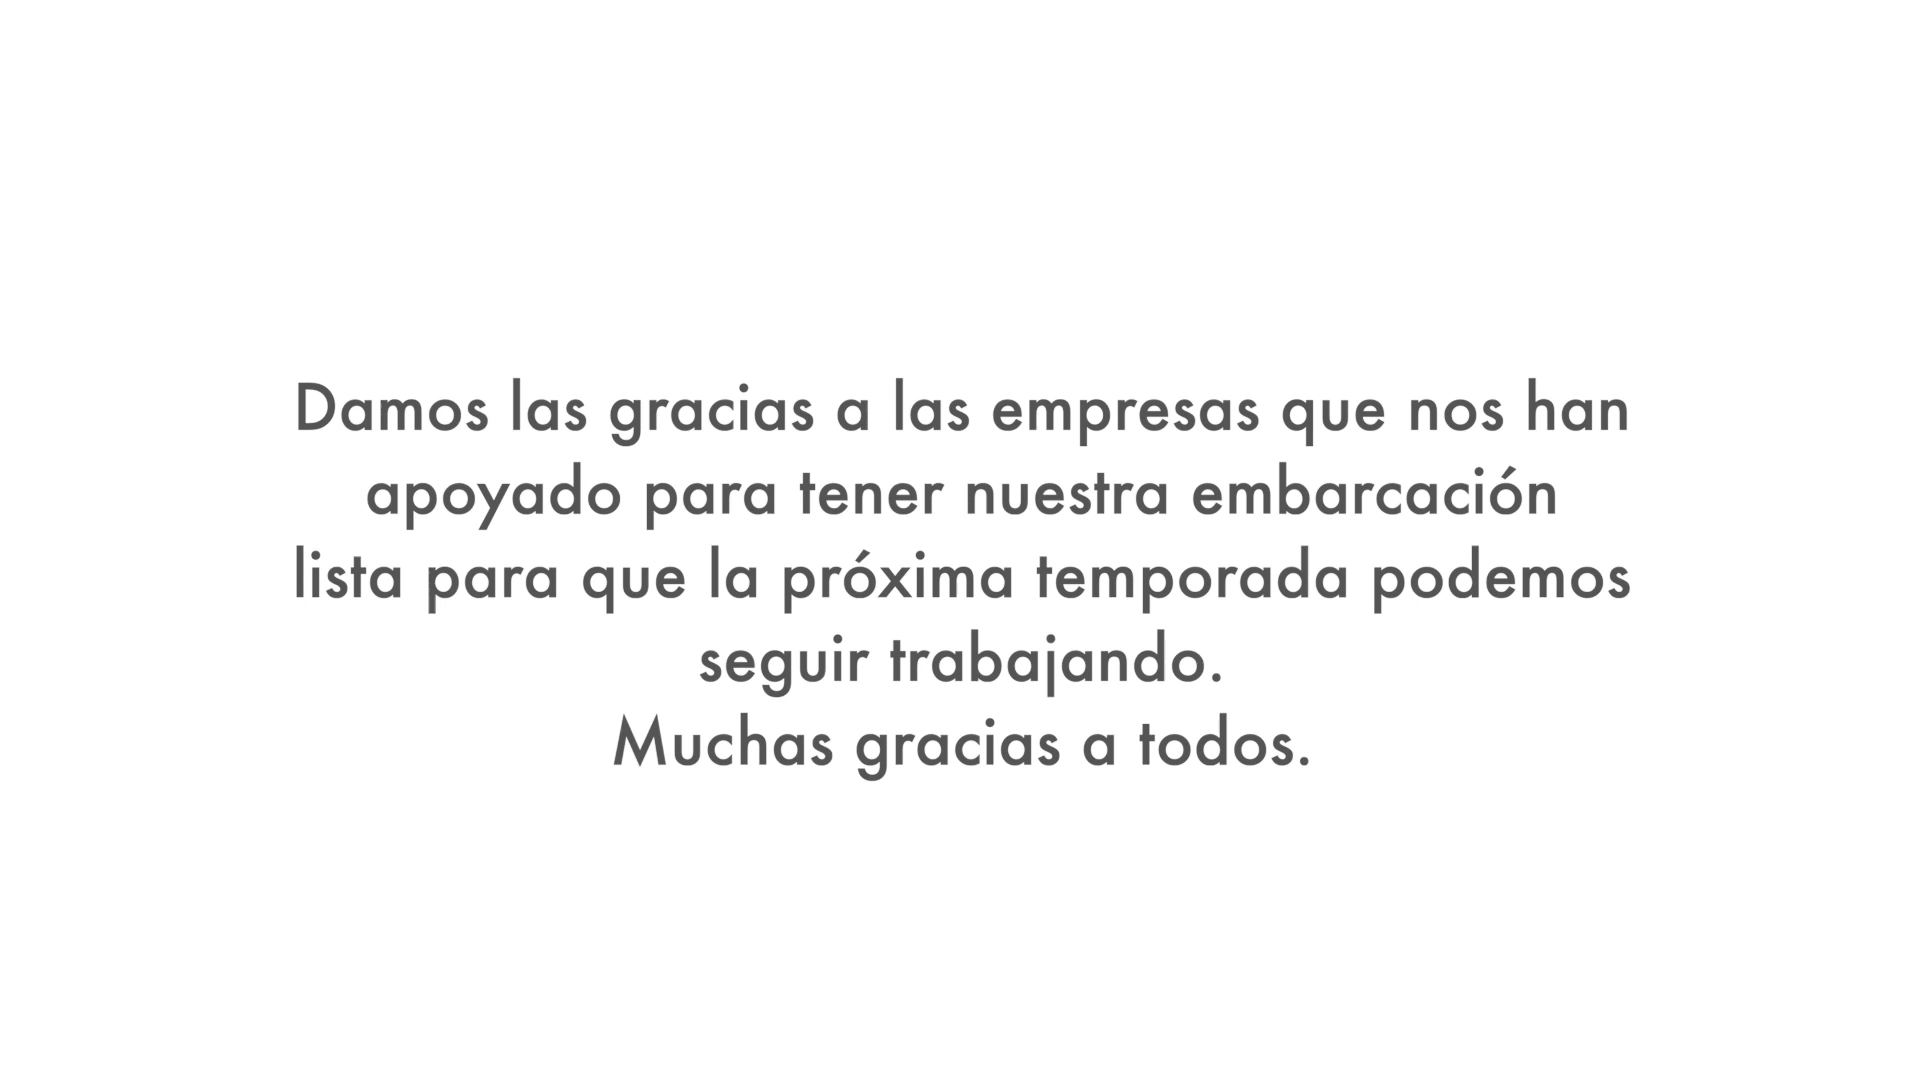 Damos las gracias a las empresas que nos han
apoyado para tener nuestra embarcación
lista para que la próxima temporada podemos
seguir trabajando.
Muchas gracias a todos.